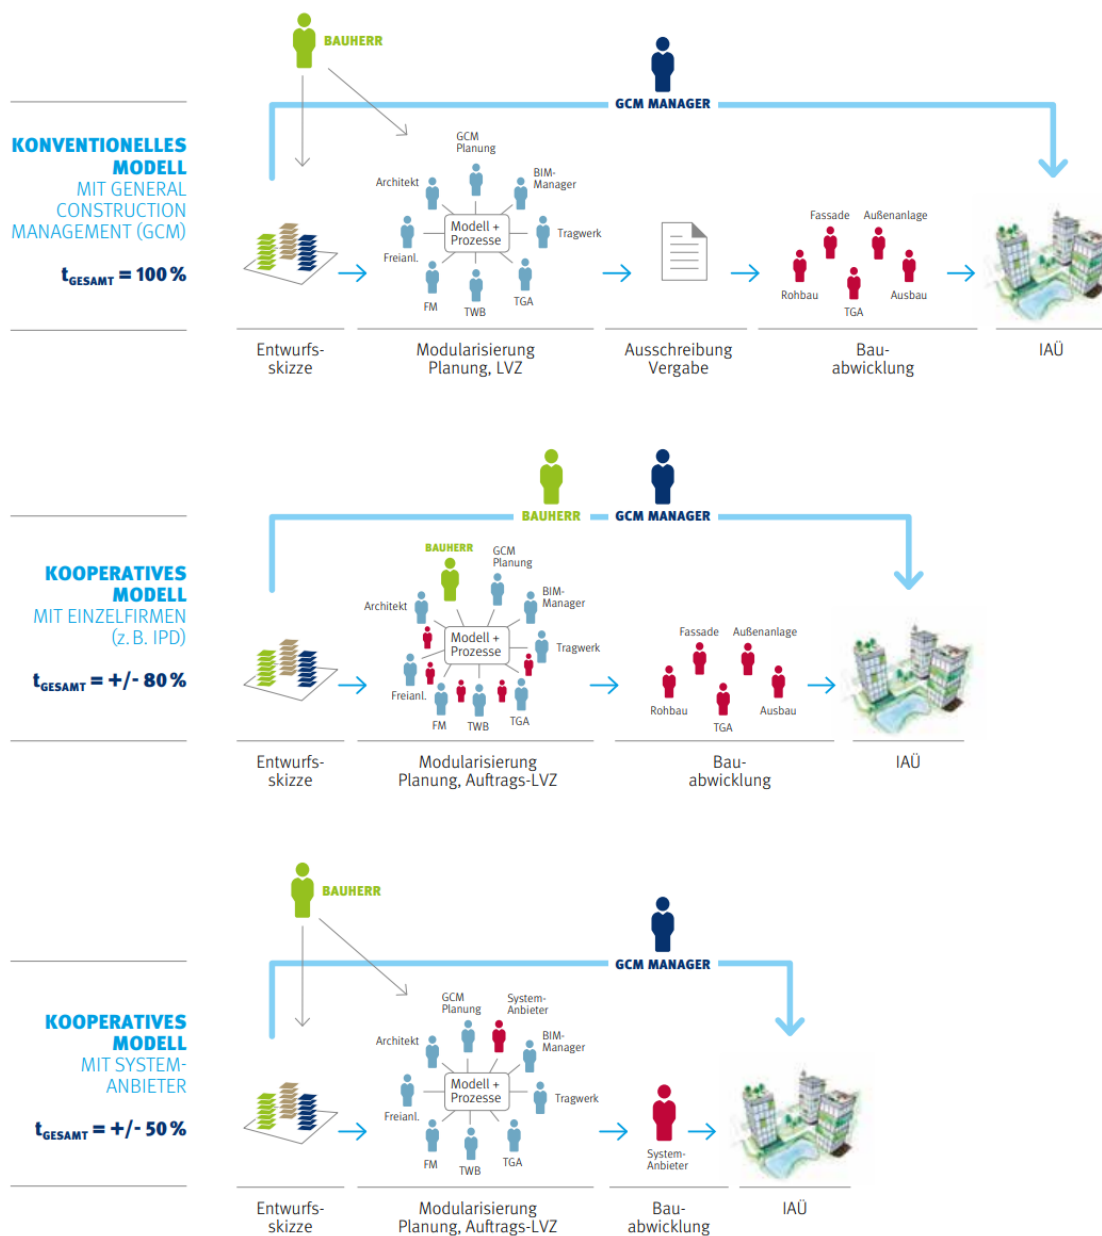 BAUHERR
GCM MANAGER
KONVENTIONELLES
MODELL
MIT GENERAL
CONSTRUCTION
MANAGEMENT (GCM)
tGESAMT = 100 %
GCM
Planung
Architekt
BIM-
Manager
Modell +
Prozesse
Tragwerk
Freianl.
FM
TWB
TGA
Fassade
Außenanlage
Rohbau
Ausbau
TGA
Entwurfs-
skizze
Modularisierung
Planung, LVZ
Ausschreibung
Vergabe
Bau-
abwicklung
IAÜ
BAUHERR
GCM MANAGER
KOOPERATIVES
MODELL
MIT EINZELFIRMEN
(z. B. IPD)
tGESAMT = +/- 80 %
BAUHERR
GCM
Planung
BIM-
Manager
Architekt
Modell +
Prozesse
Tragwerk
Freianl.
FM
TWB
TGA
Fassade
Außenanlage
Rohbau
Ausbau
TGA
Entwurfs-
skizze
Modularisierung
Planung, Auftrags-LVZ
Bau-
abwicklung
IAÜ
BAUHERR
GCM MANAGER
KOOPERATIVES
MODELL
MIT SYSTEM-
ANBIETER
tGESAMT = +/- 50 %
GCM
Planung
System-
Anbieter
Architekt
BIM-
Manager
Modell +
Prozesse
Tragwerk
Freianl.
FM
TWB
TGA
System-
Anbieter
Entwurfs-
skizze
Modularisierung
Planung, Auftrags-LVZ
Bau-
abwicklung
IAÜ